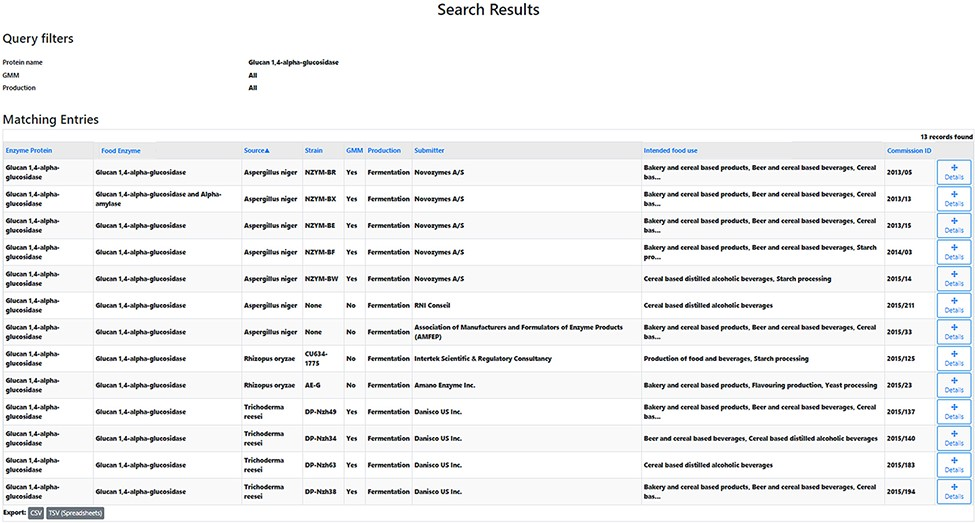 Search Results
Query filters
Protein name Glucan 1,4-alpha-glucosidase
GMM All
Production All
Matching Entries
13 records found
Enzyme Protein Food Enzyme Source▲ Strain GMM Production Submitter Intended food use Commission ID
Glucan 1,4-alpha-glucosidase Glucan 1,4-alpha-glucosidase Aspergillus niger NZYM-BR Yes Fermentation Novozymes A/S Bakery and cereal based products, Beer and cereal based beverages, Cereal bas... 2013/05 Details
Glucan 1,4-alpha-glucosidase Glucan 1,4-alpha-glucosidase and Alpha-amylase Aspergillus niger NZYM-BX Yes Fermentation Novozymes A/S Bakery and cereal based products, Beer and cereal based beverages, Cereal bas... 2013/13 Details
Glucan 1,4-alpha-glucosidase Glucan 1,4-alpha-glucosidase Aspergillus niger NZYM-BE Yes Fermentation Novozymes A/S Bakery and cereal based products, Beer and cereal based beverages, Cereal bas... 2013/15 Details
Glucan 1,4-alpha-glucosidase Glucan 1,4-alpha-glucosidase Aspergillus niger NZYM-BF Yes Fermentation Novozymes A/S Bakery and cereal based products, Beer and cereal based beverages, Starch pro... 2014/03 Details
Glucan 1,4-alpha-glucosidase Glucan 1,4-alpha-glucosidase Aspergillus niger NZYM-BW Yes Fermentation Novozymes A/S Cereal based distilled alcoholic beverages, Starch processing 2015/14 Details
Glucan 1,4-alpha-glucosidase Glucan 1,4-alpha-glucosidase Aspergillus niger None No Fermentation RNI Conseil Cereal based distilled alcoholic beverages 2015/211 Details
Glucan 1,4-alpha-glucosidase Glucan 1,4-alpha-glucosidase Aspergillus niger None No Fermentation Association of Manufacturers and Formulators of Enzyme Products (AMFEP) Bakery and cereal based products, Beer and cereal based beverages, Cereal bas... 2015/33 Details
Glucan 1,4-alpha-glucosidase Glucan 1,4-alpha-glucosidase Rhizopus oryzae CU634-1775 No Fermentation Intertek Scientific & Regulatory Consultancy Production of food and beverages, Starch processing 2015/125 Details
Glucan 1,4-alpha-glucosidase Glucan 1,4-alpha-glucosidase Rhizopus oryzae AE-G No Fermentation Amano Enzyme Inc. Bakery and cereal based products, Flavouring production, Yeast processing 2015/23 Details
Glucan 1,4-alpha-glucosidase Glucan 1,4-alpha-glucosidase Trichoderma reesei DP-Nzh49 Yes Fermentation Danisco US Inc. Bakery and cereal based products, Beer and cereal based beverages, Cereal bas... 2015/137 Details
Glucan 1,4-alpha-glucosidase Glucan 1,4-alpha-glucosidase Trichoderma reesei DP-Nzh34 Yes Fermentation Danisco US Inc. Beer and cereal based beverages, Cereal based distilled alcoholic beverages 2015/140 Details
Glucan 1,4-alpha-glucosidase Glucan 1,4-alpha-glucosidase Trichoderma reesei DP-Nzh63 Yes Fermentation Danisco US Inc. Cereal based distilled alcoholic beverages 2015/183 Details
Glucan 1,4-alpha-glucosidase Glucan 1,4-alpha-glucosidase Trichoderma reesei DP-Nzh38 Yes Fermentation Danisco US Inc. Bakery and cereal based products, Beer and cereal based beverages, Cereal bas... 2015/194 Details
Export: CSV TSV (Spreadsheets)